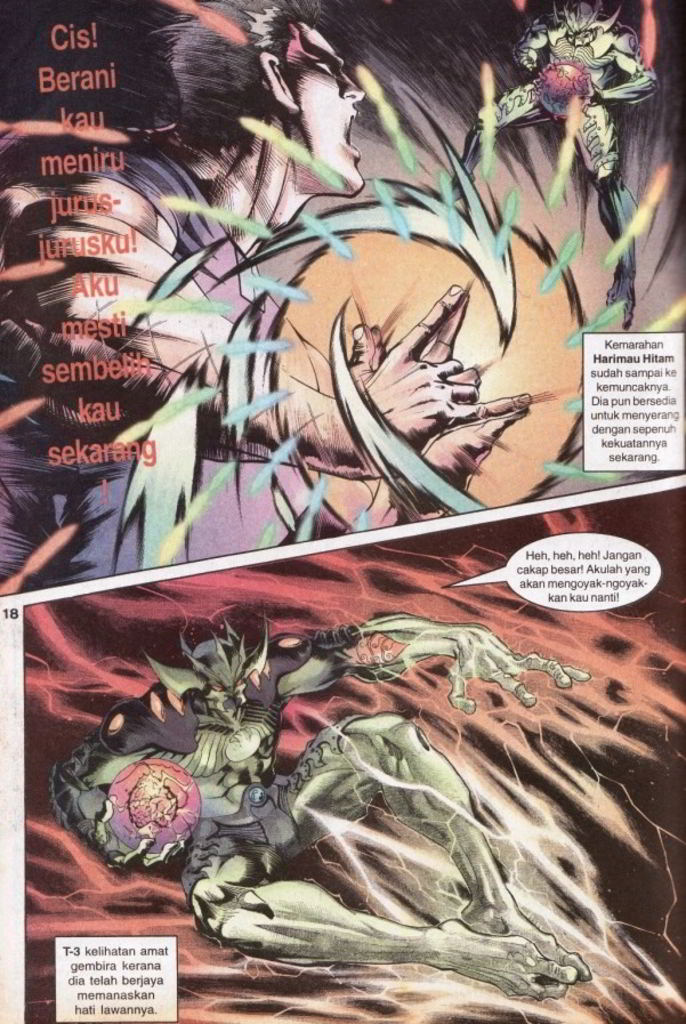 Cis!
Berani
kau
meniru
jurus-
jurusku!
Aku
mesti
sembelih
kau
sekarang
!
Kemarahan
Harimau Hitam
sudah sampai ke
kemuncaknya.
Dia pun bersedia
untuk menyerang
dengan sepenuh
kekuatannya
sekarang.
18
Heh, heh, heh! Jangan
cakap besar! Akulah yang
akan mengoyak-ngoyak-
kan kau nanti!
T-3 kelihatan amat
gembira kerana
dia telah berjaya
memanaskan
hati lawannya.